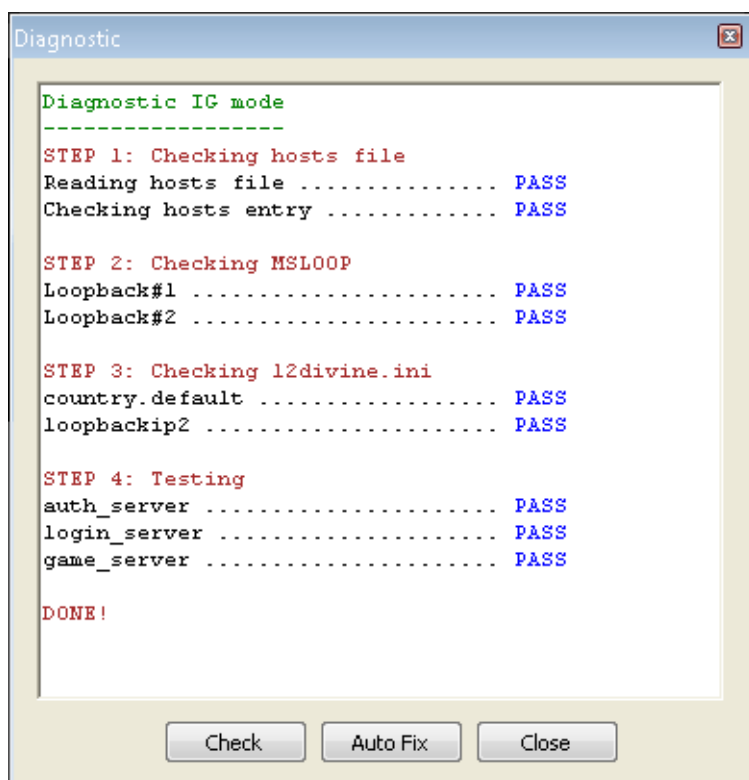 Diagnostic
Diagnostic IG mode
------------------
STEP 1: Checking hosts file
Reading hosts file ............... PASS
Checking hosts entry ............. PASS
STEP 2: Checking MSLOOP
Loopback#1 ....................... PASS
Loopback#2 ....................... PASS
STEP 3: Checking l2divine.ini
country.default .................. PASS
loopbackip2 ...................... PASS
STEP 4: Testing
auth_server ...................... PASS
login_server ..................... PASS
game_server ...................... PASS
DONE!
Check Auto Fix Close